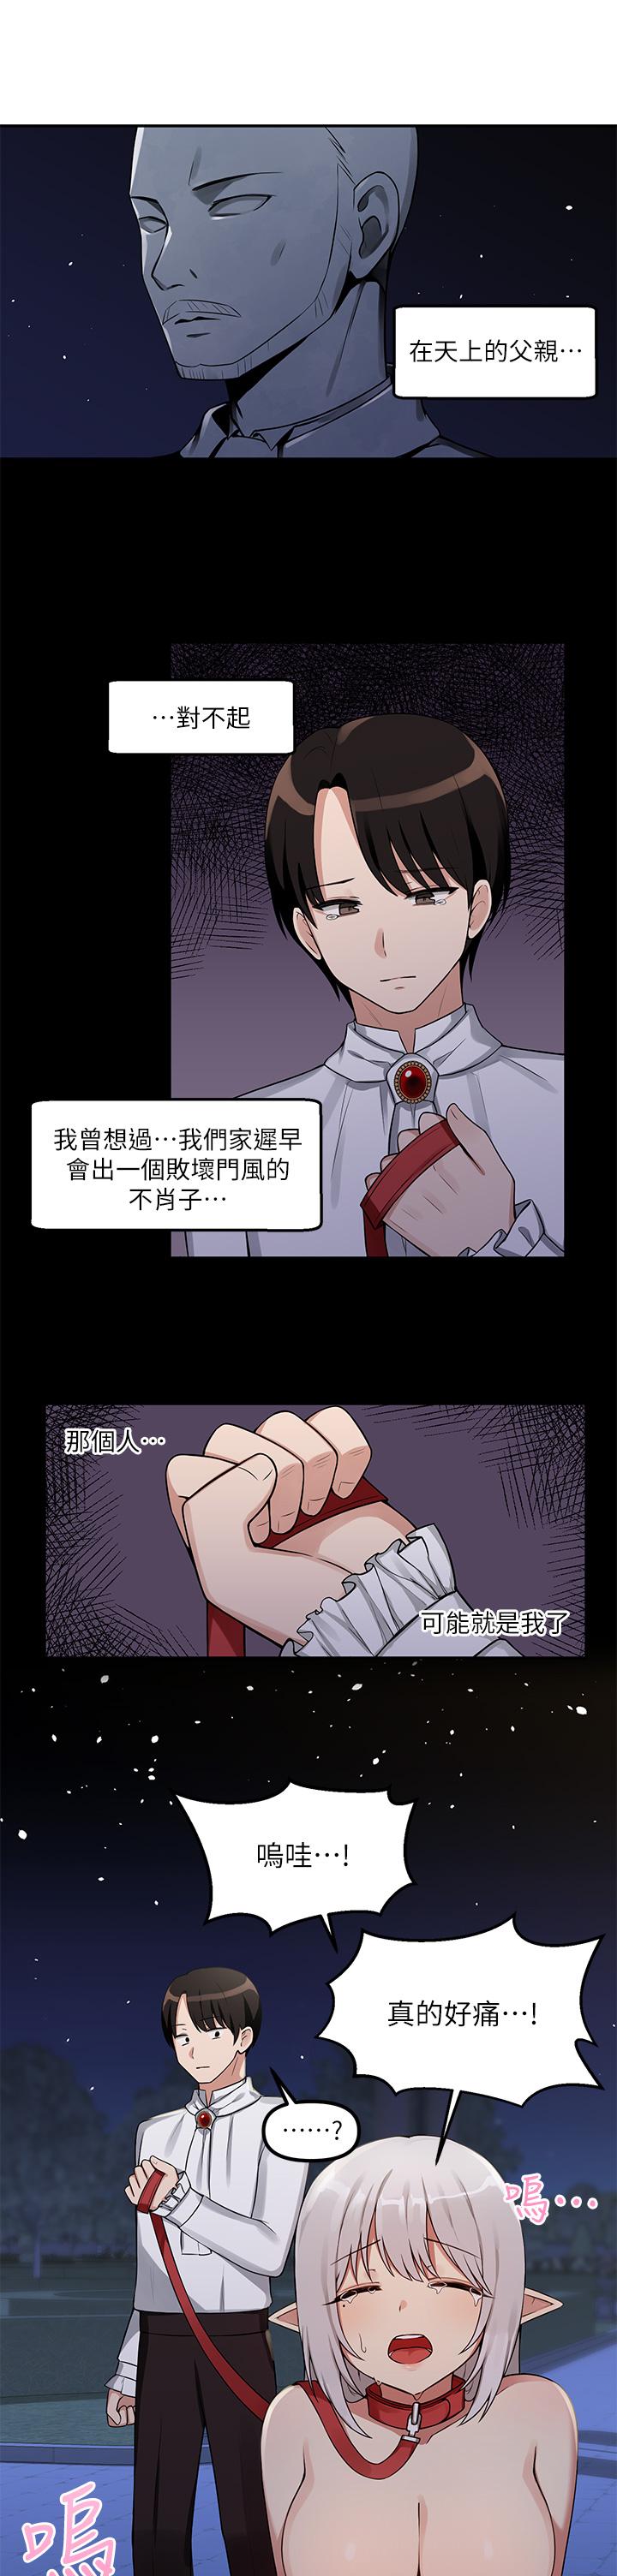 在天上的父親…
…對不起
我曾想過…我們家遲早
會出一個敗壞門風的
不肖子…
那個人…
可能就是我了
嗚哇…!
真的好痛…!
……?
嗚…
嗚